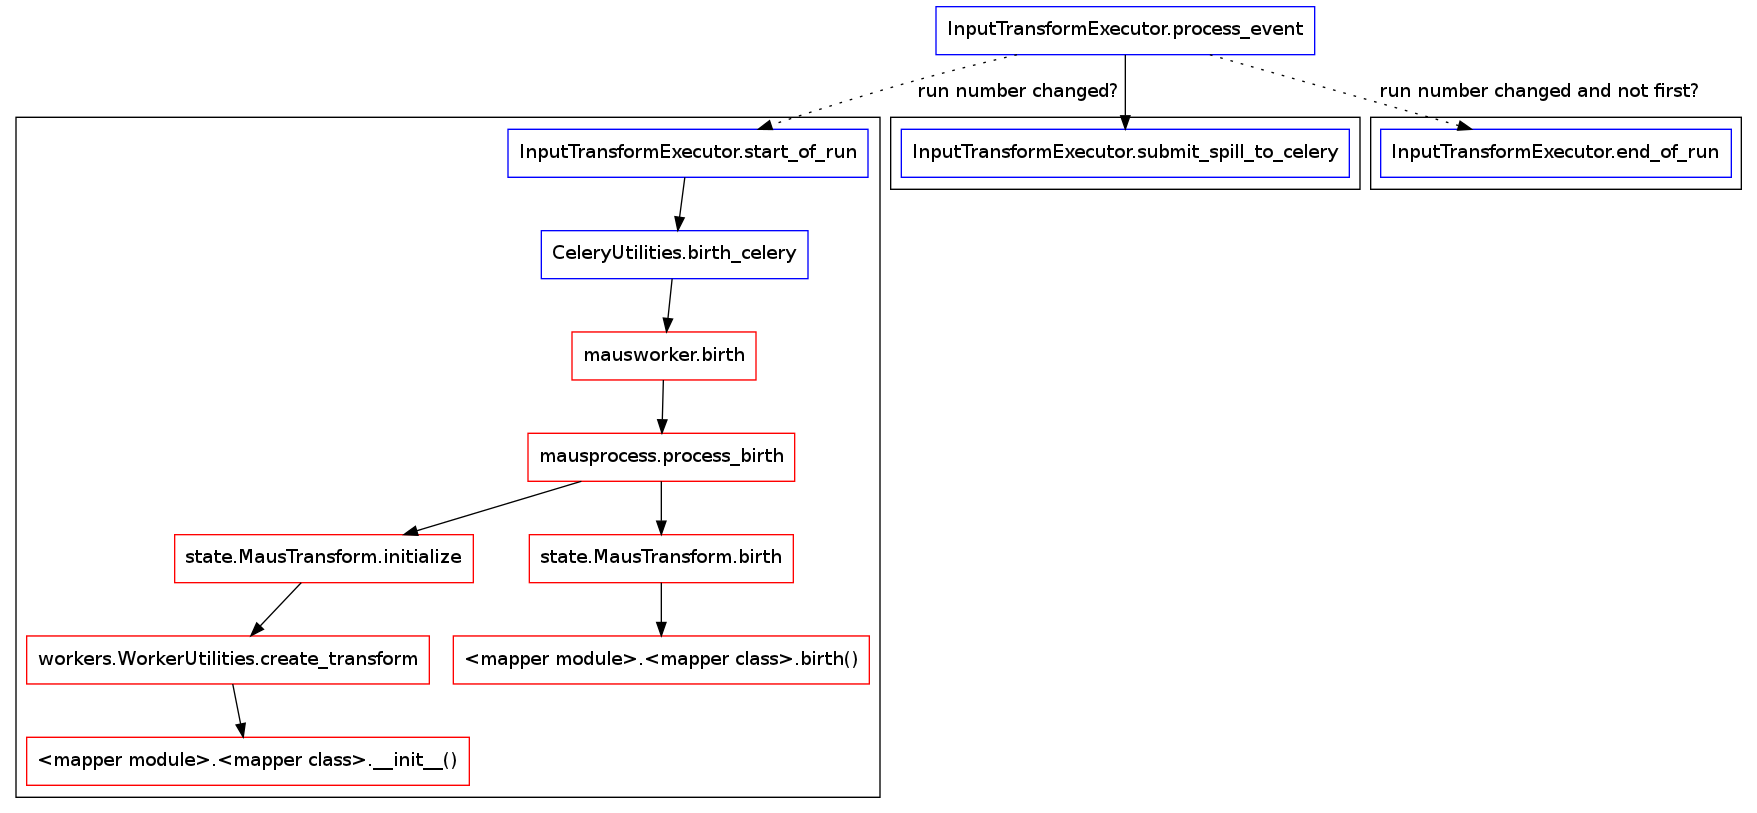 InputTransformExecutor.process_event
run number changed?
run number changed and not first?
InputTransformExecutor.start_of_run
InputTransformExecutor.submit_spill_to_celery
InputTransformExecutor.end_of_run
CeleryUtilities.birth_celery
mausworker.birth
mausprocess.process_birth
state.MausTransform.initialize
state.MausTransform.birth
workers.WorkerUtilities.create_transform
<mapper module>.<mapper class>.birth()
<mapper module>.<mapper class>.__init__()